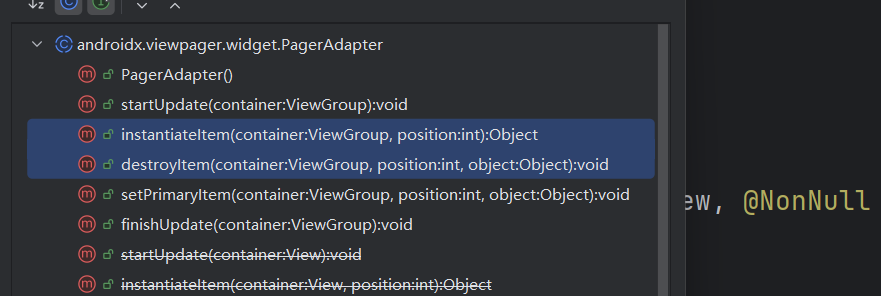 androidx.viewpager.widget.PagerAdapter
PagerAdapter()
startUpdate(container:ViewGroup):void
instantiateItem(container:ViewGroup, position:int):Object
destroyItem(container:ViewGroup, position:int, object:Object):void
setPrimaryItem(container:ViewGroup, position:int, object:Object):void
ew, @NonNull
finishUpdate(container:ViewGroup):void
startUpdate(container:View):void
instantiateItem(container:View, position:int):Object